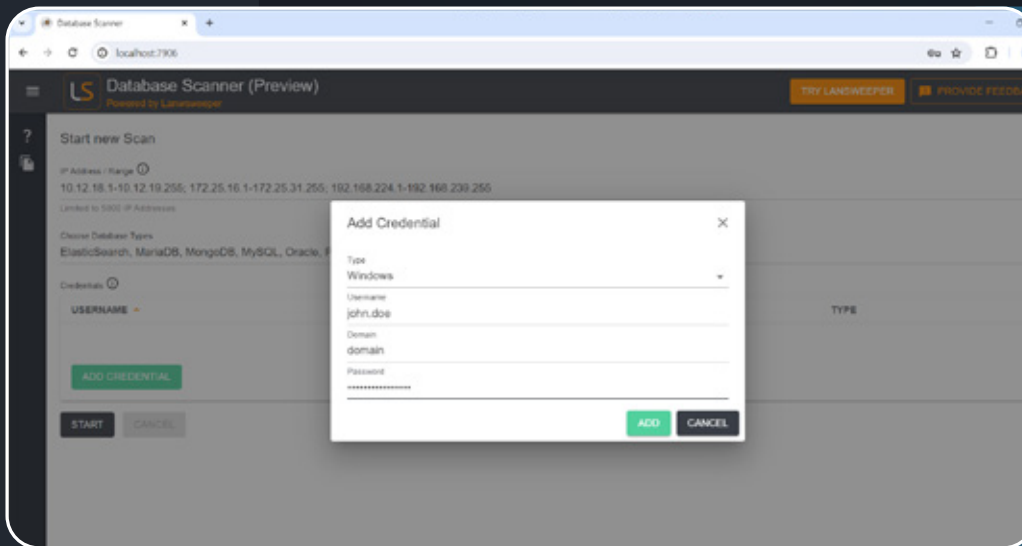 Database Scanner
localhost:7906
LS Database Scanner (Preview)
Powered by Lansweeper
TRY LANSWEEPER
PROVIDE FEEDBA
Start new Scan
IP Address / Range
10.12.18.1-10.12.19.255; 172.25.16.1-172.25.31.255; 192.168.224.1-192.168.239.255
Limited to 5000 IP Addresses
Choose Database Types
ElasticSearch, MariaDB, MongoDB, MySQL, Oracle,
Credentials
USERNAME
TYPE
ADD CREDENTIAL
START
CANCEL
Add Credential
Type
Windows
Username
john.doe
Domain
domain
Password
ADD
CANCEL